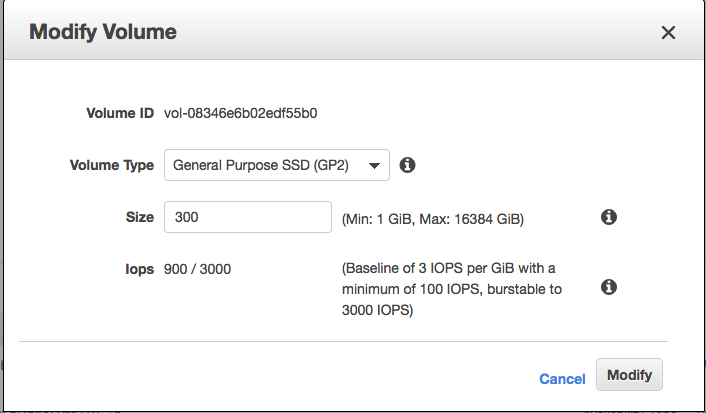 Modify Volume
Volume ID vol-08346e6b02edf55b0
Volume Type General Purpose SSD (GP2)
Size 300 (Min: 1 GiB, Max: 16384 GiB)
Iops 900 / 3000 (Baseline of 3 IOPS per GiB with a
minimum of 100 IOPS, burstable to
3000 IOPS)
Cancel Modify